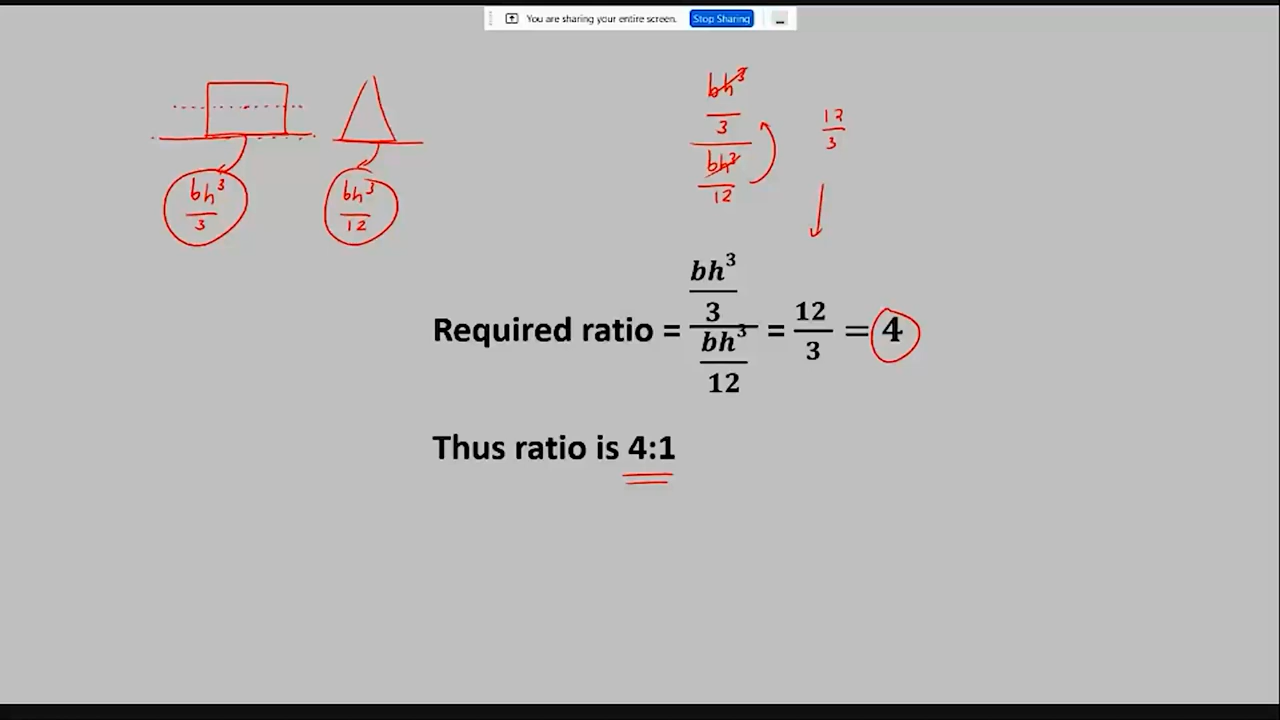 You are sharing your entire screen.
Stop Sharing
bh³
3
bh³
12
bh³
3
bh³
12
12
3
Required ratio = bh³/3 / bh³/12 = 12/3 = 4
Thus ratio is 4:1